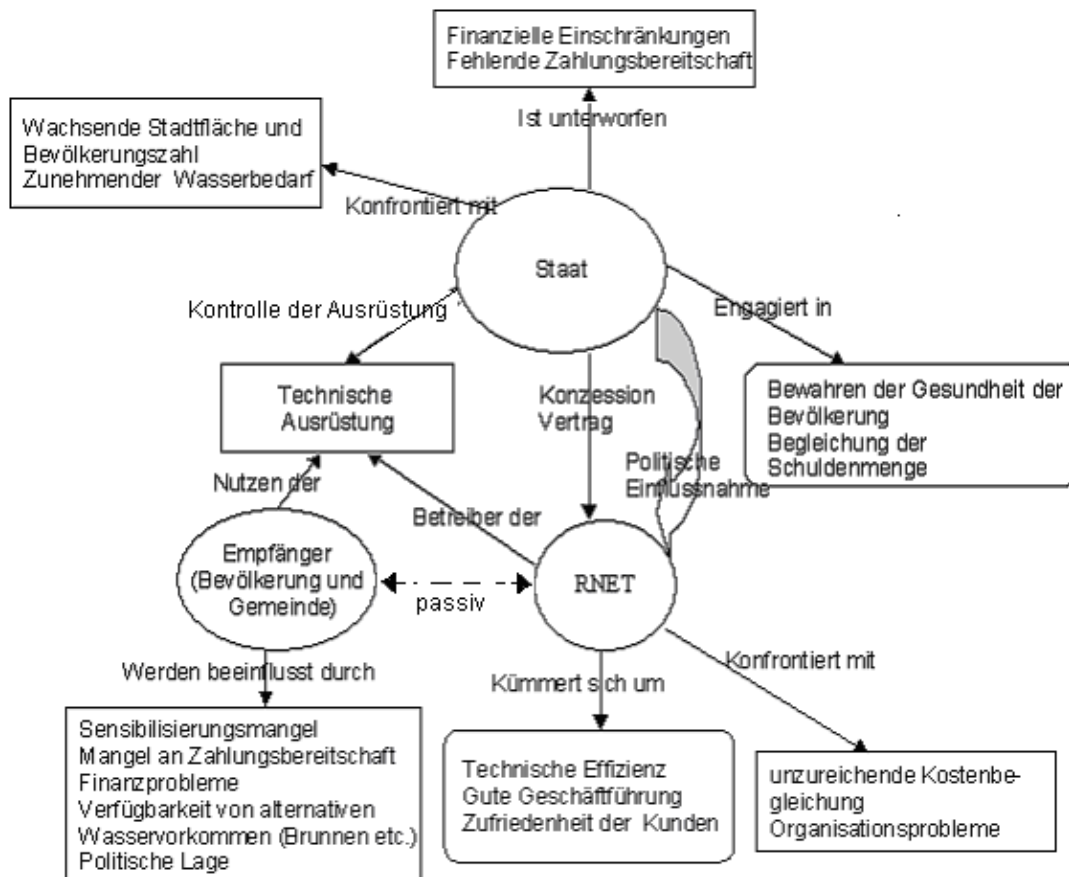 Finanzielle Einschränkungen
Fehlende Zahlungsbereitschaft
Ist unterworfen
Wachsende Stadtfläche und
Bevölkerungszahl
Zunehmender Wasserbedarf
Konfrontiert mit
Staat
Kontrolle der Ausrüstung
Engagiert in
Technische
Ausrüstung
Konzession
Vertrag
Bewahren der Gesundheit der
Bevölkerung
Begleichung der
Schuldenmenge
Politische
Einflussnahme
Nutzen der
Betreiber der
Empfänger
(Bevölkerung und
Gemeinde)
passiv
RNET
Werden beeinflusst durch
Kümmert sich um
Konfrontiert mit
Sensibilisierungsmangel
Mangel an Zahlungsbereitschaft
Finanzprobleme
Verfügbarkeit von alternativen
Wasservorkommen (Brunnen etc.)
Politische Lage
Technische Effizienz
Gute Geschäftführung
Zufriedenheit der Kunden
unzureichende Kostenbe-
gleichung
Organisationsprobleme